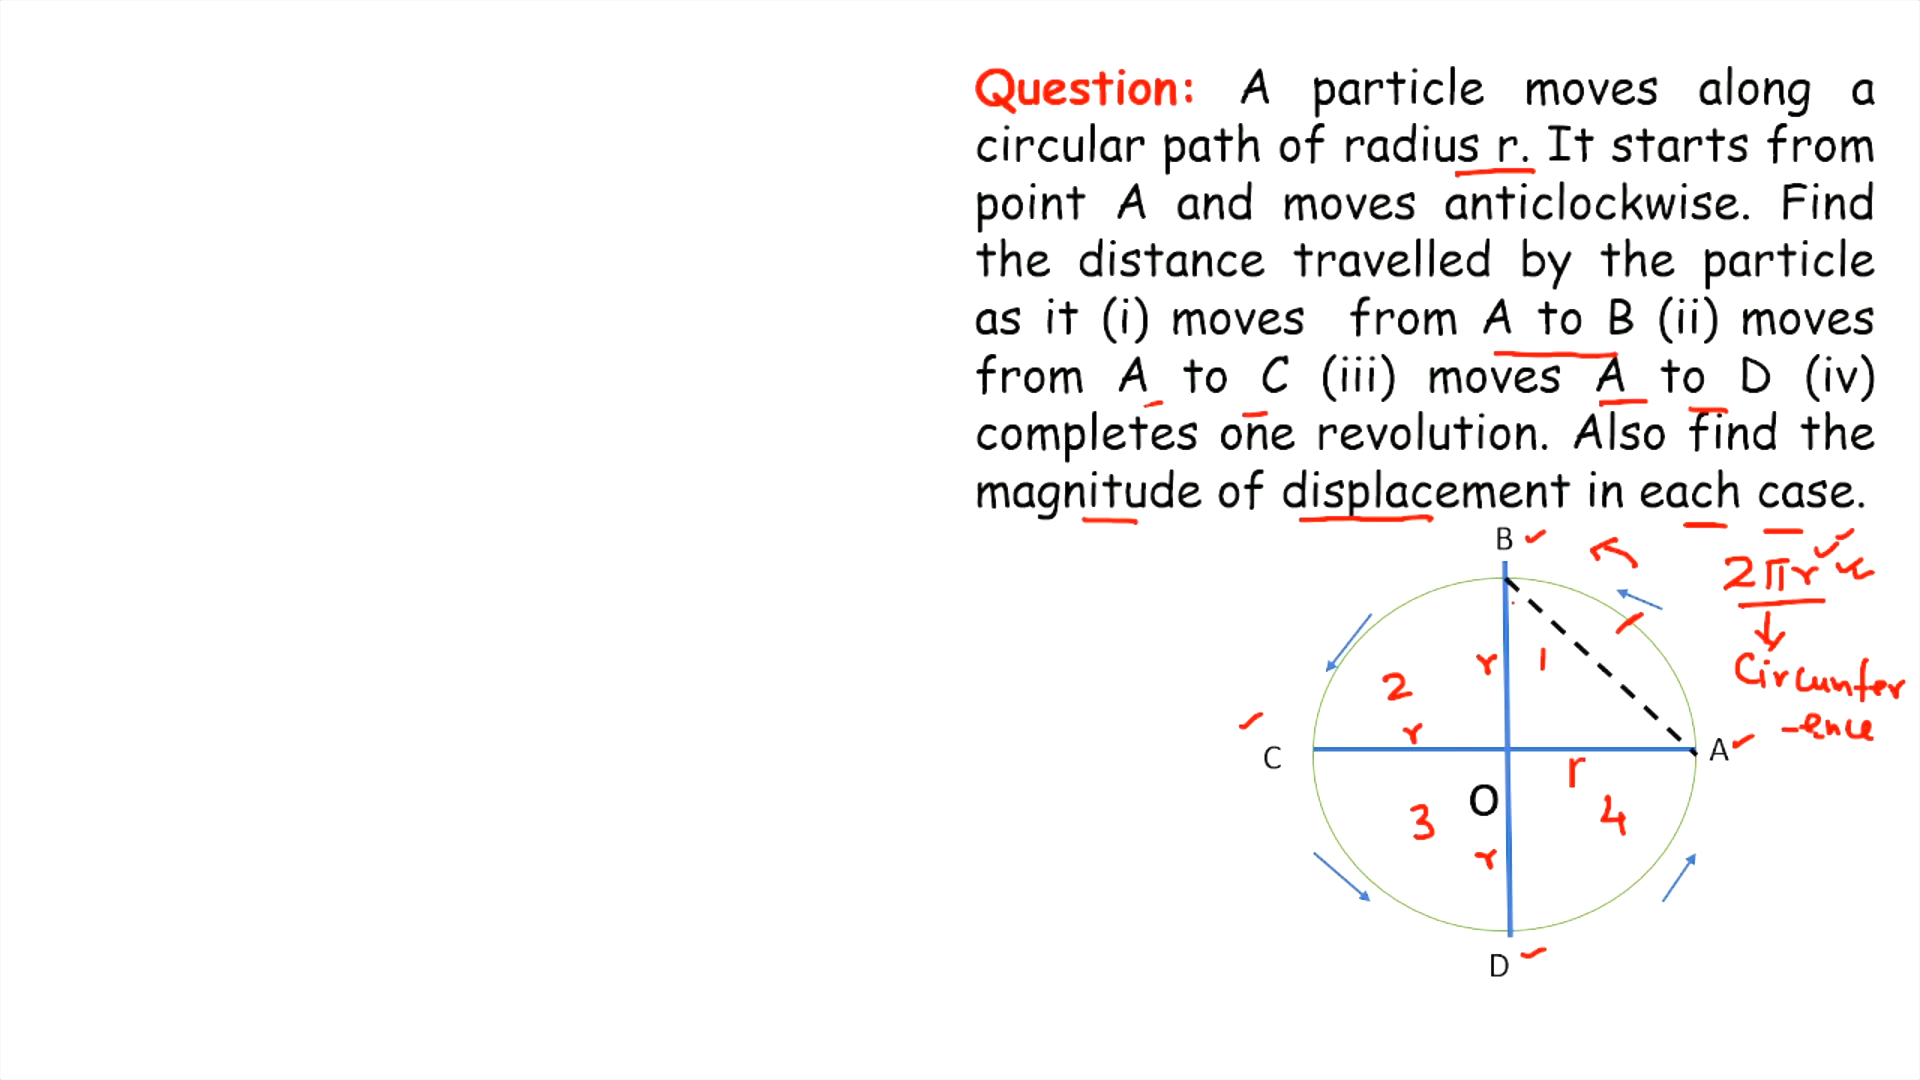 Question: A particle moves along a
circular path of radius r. It starts from
point A and moves anticlockwise. Find
the distance travelled by the particle
as it (i) moves from A to B (ii) moves
from A to C (iii) moves A to D (iv)
completes one revolution. Also find the
magnitude of displacement in each case.
B
2πr
Circumfer
-ence
r 1
2
r
C
A
r
O
3
4
r
D